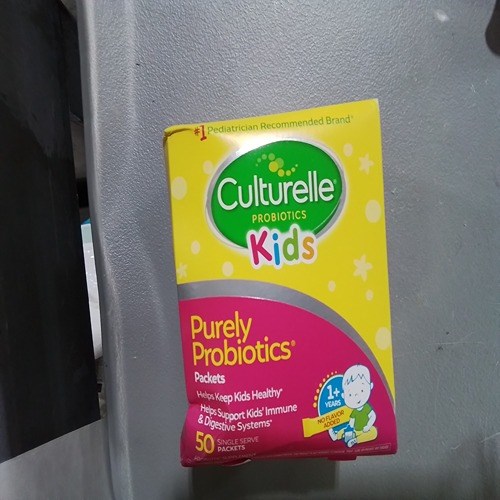 #1 Pediatrician Recommended Brand*
Culturelle®
PROBIOTICS
Kids
Purely
Probiotics®
Packets
Helps Keep Kids Healthy*
Helps Support Kids' Immune
& Digestive Systems*
1+
YEARS
NO FLAVOR
ADDED
50 SINGLE SERVE
PACKETS